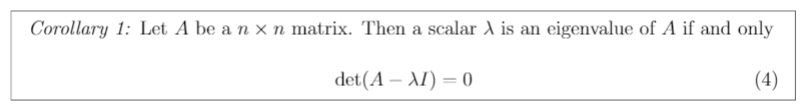 Corollary 1: Let A be a n × n matrix. Then a scalar λ is an eigenvalue of A if and only
det(A − λI) = 0 (4)